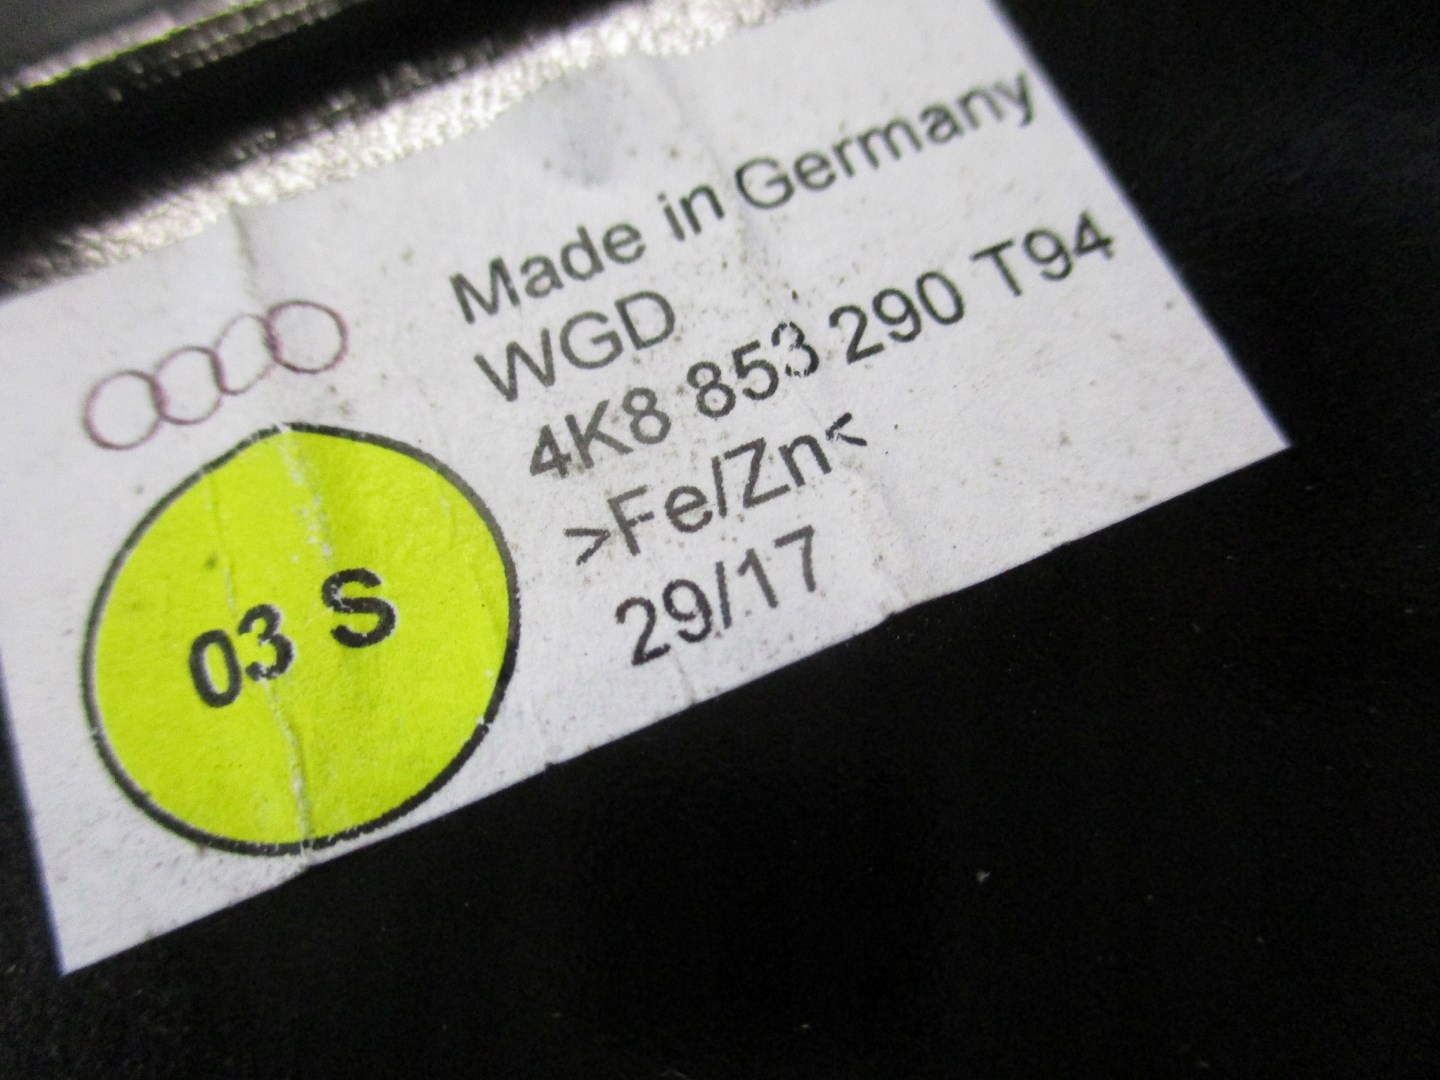 Made in Germany
WGD
4K8 853 290 T94
>Fe/Zn<
29/17
03 S